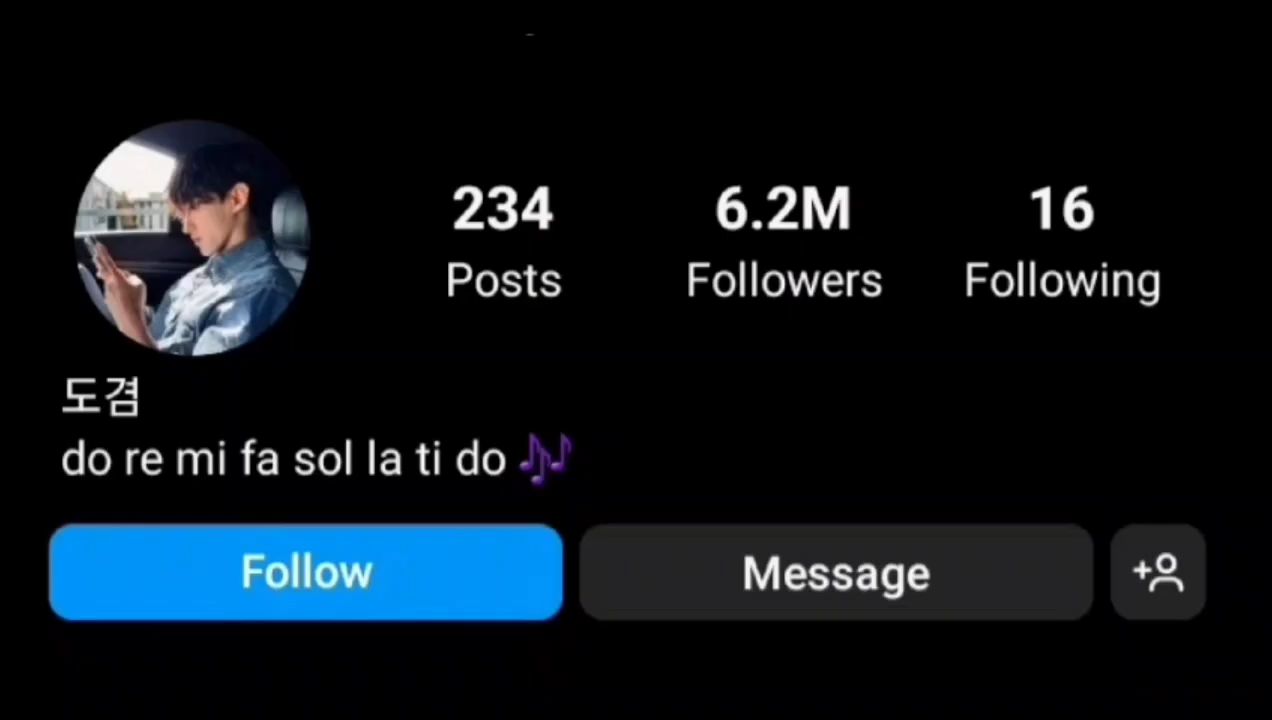 234 6.2M 16
Posts Followers Following
도겸
do re mi fa sol la ti do 🎶
Follow Message